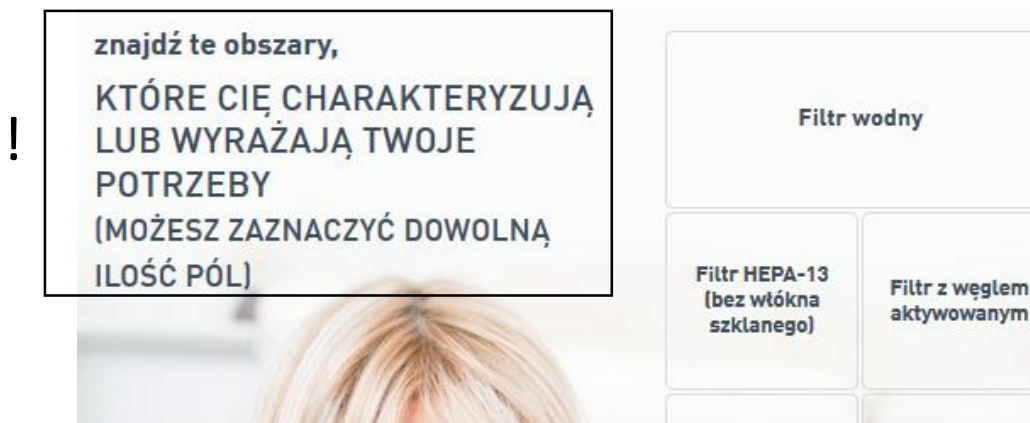 !
znajdź te obszary,
KTÓRE CIĘ CHARAKTERYZUJĄ
LUB WYRAŻAJĄ TWOJE
POTRZEBY
(MOŻESZ ZAZNACZYĆ DOWOLNĄ
ILOŚĆ PÓL)
Filtr wodny
Filtr HEPA-13
(bez włókna
szklanego)
Filtr z węglem
aktywowanym